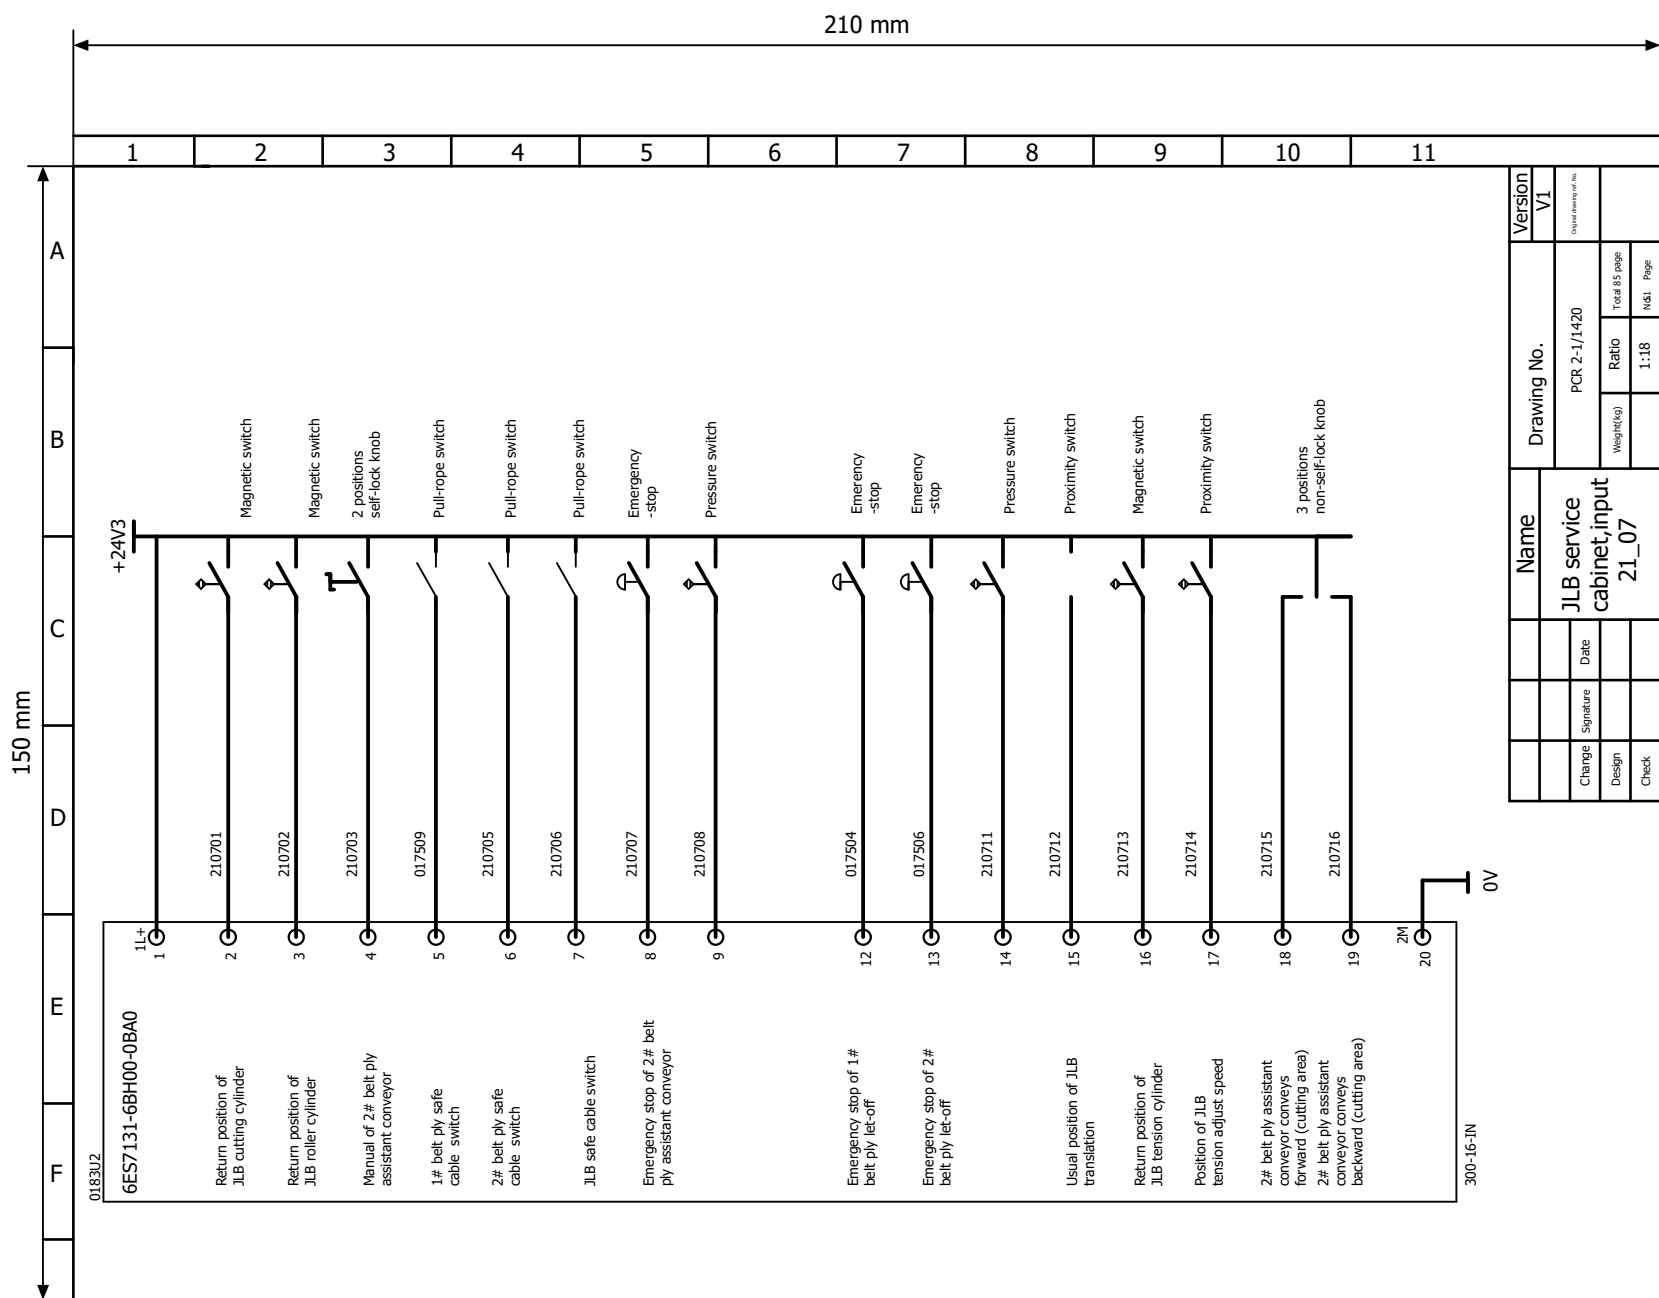 210 mm
150 mm
1
2
3
4
5
6
7
8
9
10
11
A
B
C
D
E
F
Magnetic switch
Magnetic switch
2 positions
self-lock knob
Pull-rope switch
Pull-rope switch
Pull-rope switch
Emergency
-stop
Pressure switch
Emerency
-stop
Emerency
-stop
Pressure switch
Proximity switch
Magnetic switch
Proximity switch
3 positions
non-self-lock knob
+24V3
210701
210702
210703
017509
210705
210706
210707
210708
017504
017506
210711
210712
210713
210714
210715
210716
0V
1L+
1
2
3
4
5
6
7
8
9
12
13
14
15
16
17
18
19
2M
20
0183U2
6ES7131-6BH00-0BA0
Return position of
JLB cutting cylinder
Return position of
JLB roller cylinder
Manual of 2# belt ply
assistant conveyor
1# belt ply safe
cable switch
2# belt ply safe
cable switch
JLB safe cable switch
Emergency stop of 2# belt
ply assistant conveyor
Emergency stop of 1#
belt ply let-off
Emergency stop of 2#
belt ply let-off
Usual position of JLB
translation
Return position of
JLB tension cylinder
Position of JLB
tension adjust speed
2# belt ply assistant
conveyor conveys
forward (cutting area)
2# belt ply assistant
conveyor conveys
backward (cutting area)
300-16-IN
Change
Signature
Date
Design
Check
Name
JLB service
cabinet,input
21_07
Drawing No.
PCR 2-1/1420
Weight(kg)
Ratio
1:18
Total 85 page
Page
Version
V1
Original drawing ref. No.